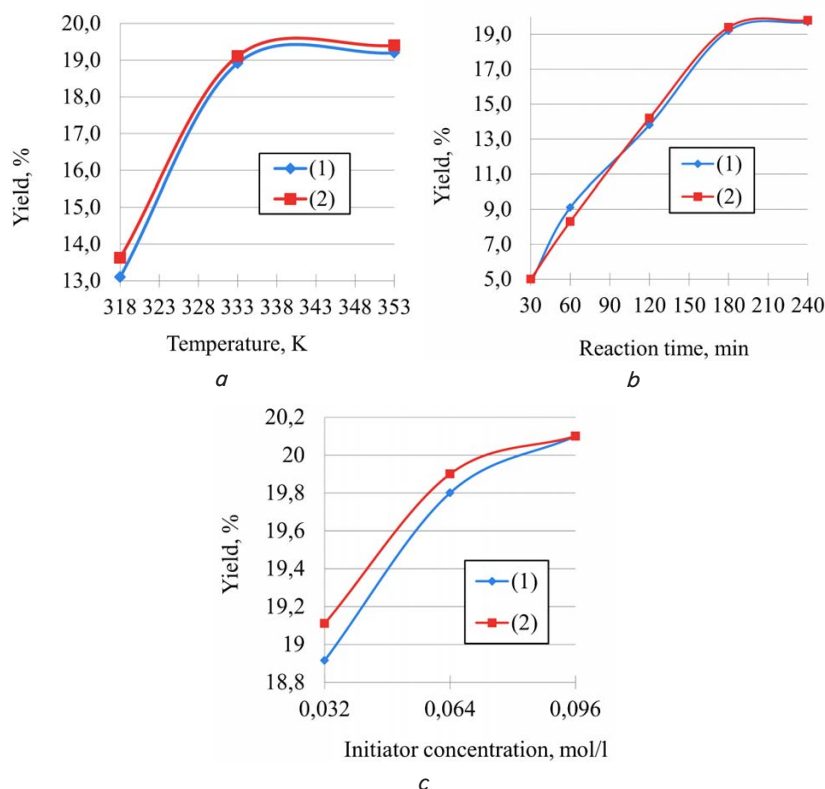 20,0
19,0
18,0
17,0
16,0
15,0
14,0
13,0
Yield, %
(1)
(2)
318 323 328 333 338 343 348 353
Temperature, K
a
19,0
17,0
15,0
13,0
11,0
9,0
7,0
5,0
Yield, %
(1)
(2)
30 60 90 120 150 180 210 240
Reaction time, min
b
20,2
20
19,8
19,6
19,4
19,2
19
18,8
Yield, %
(1)
(2)
0,032 0,064 0,096
Initiator concentration, mol/l
c